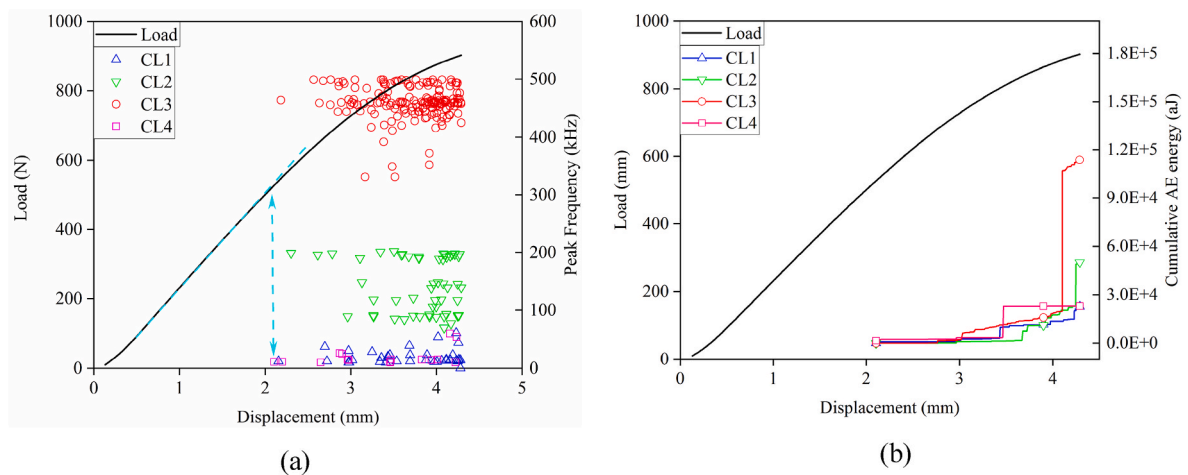 1000
800
600
400
200
0
Load (N)
Load
CL1
CL2
CL3
CL4
600
500
400
300
200
100
0
Peak Frequency (kHz)
0 1 2 3 4 5
Displacement (mm)
(a)
1000
900
800
600
400
200
100
0
Load (mm)
Load
CL1
CL2
CL3
CL4
1.8E+5
1.5E+5
1.2E+5
9.0E+4
6.0E+4
3.0E+4
0.0E+0
Cumulative AE energy (aJ)
0 1 2 3 4
Displacement (mm)
(b)